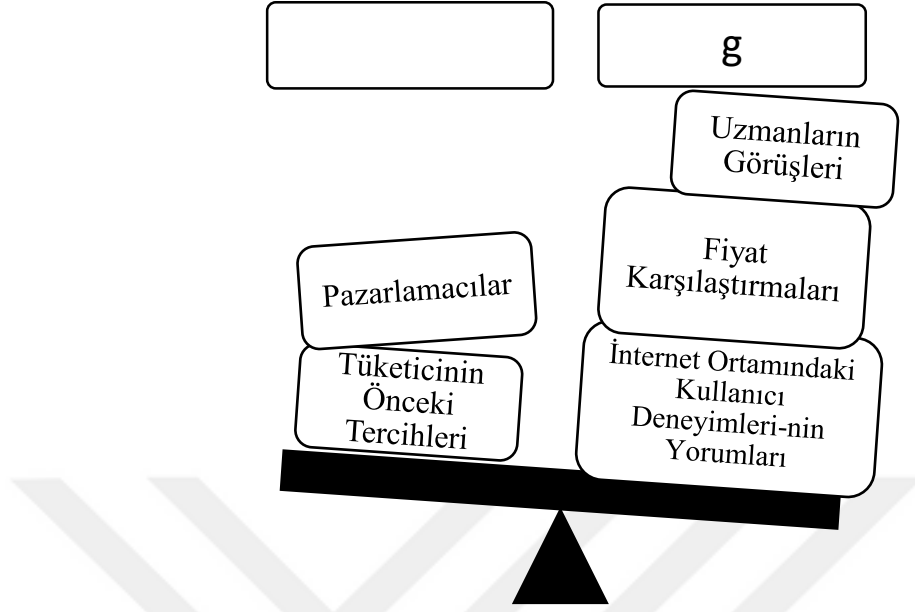 g
Uzmanların
Görüşleri
Fiyat
Karşılaştırmaları
Pazarlamacılar
İnternet Ortamındaki
Kullanıcı
Deneyimleri-nin
Yorumları
Tüketicinin
Önceki
Tercihleri